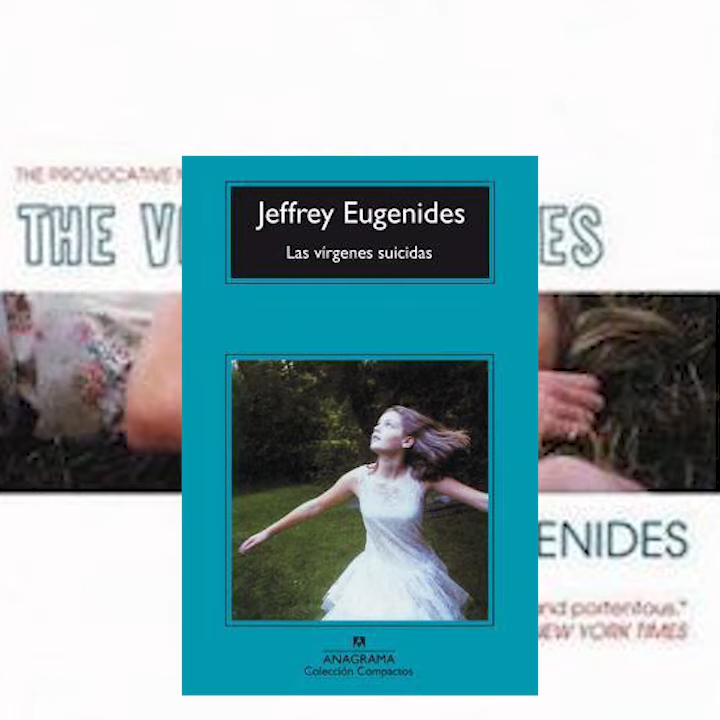 THE PROVOCATIVE
THE V
ES
Jeffrey Eugenides
Las vírgenes suicidas
ENIDES
and portentous."
NEW YORK TIMES
ANAGRAMA
Colección Compactos